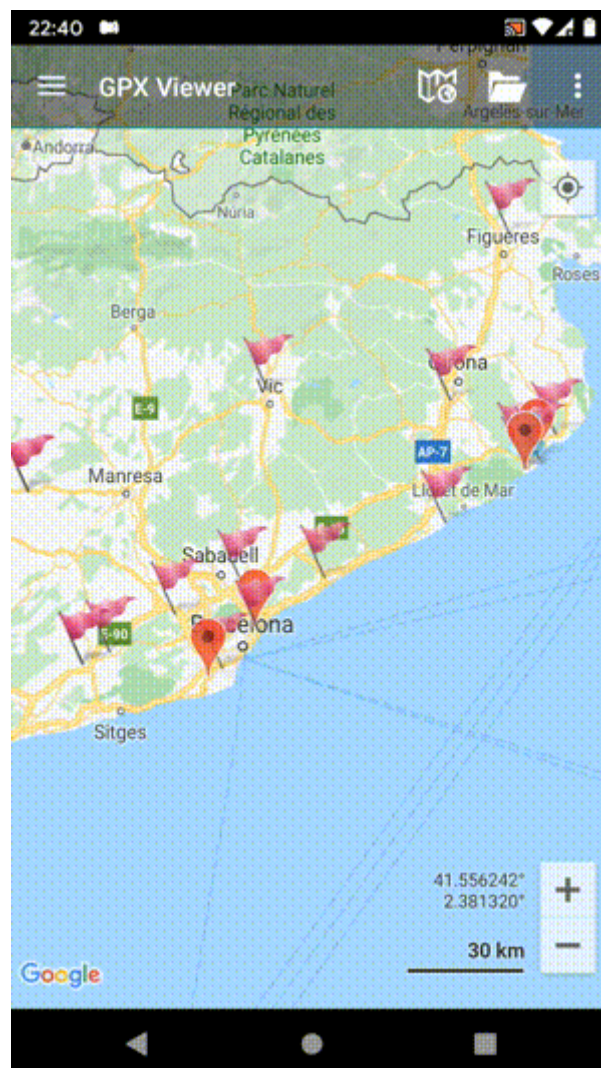 22:40
Perpignan
GPX Viewer
Parc Naturel
Régional des
Pyrénées
Catalanes
Argelès-sur-Mer
Andorra
Núria
Figueres
Roses
Berga
Vic
E-9
AP-7
Manresa
Lloret de Mar
Sabadell
E-90
Barcelona
Sitges
41.556242°
2.381320°
30 km
+
−
Google